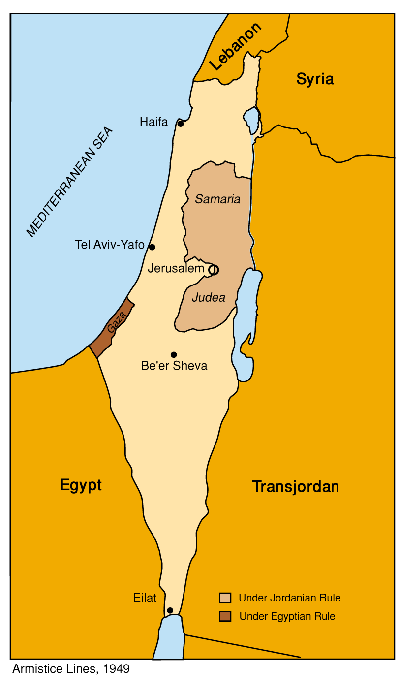 Lebanon
Syria
Haifa
MEDITERRANEAN SEA
Samaria
Tel Aviv-Yafo
Jerusalem
Judea
Gaza
Be'er Sheva
Egypt
Transjordan
Eilat
Under Jordanian Rule
Under Egyptian Rule
Armistice Lines, 1949